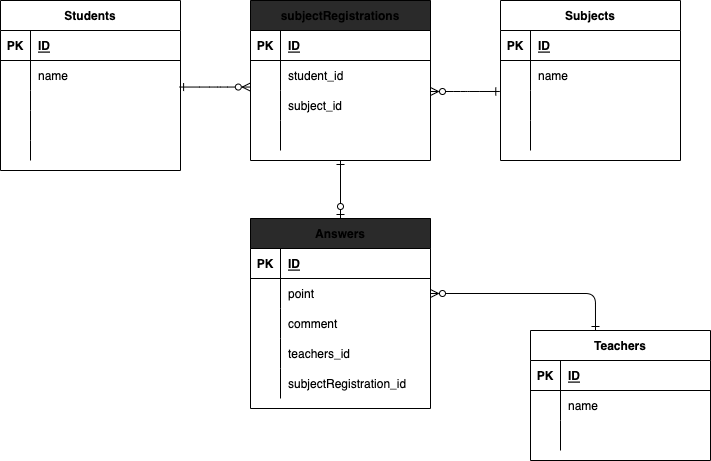 Students
PK ID
name
subjectRegistrations
PK ID
student_id
subject_id
Subjects
PK ID
name
Answers
PK ID
point
comment
teachers_id
subjectRegistration_id
Teachers
PK ID
name